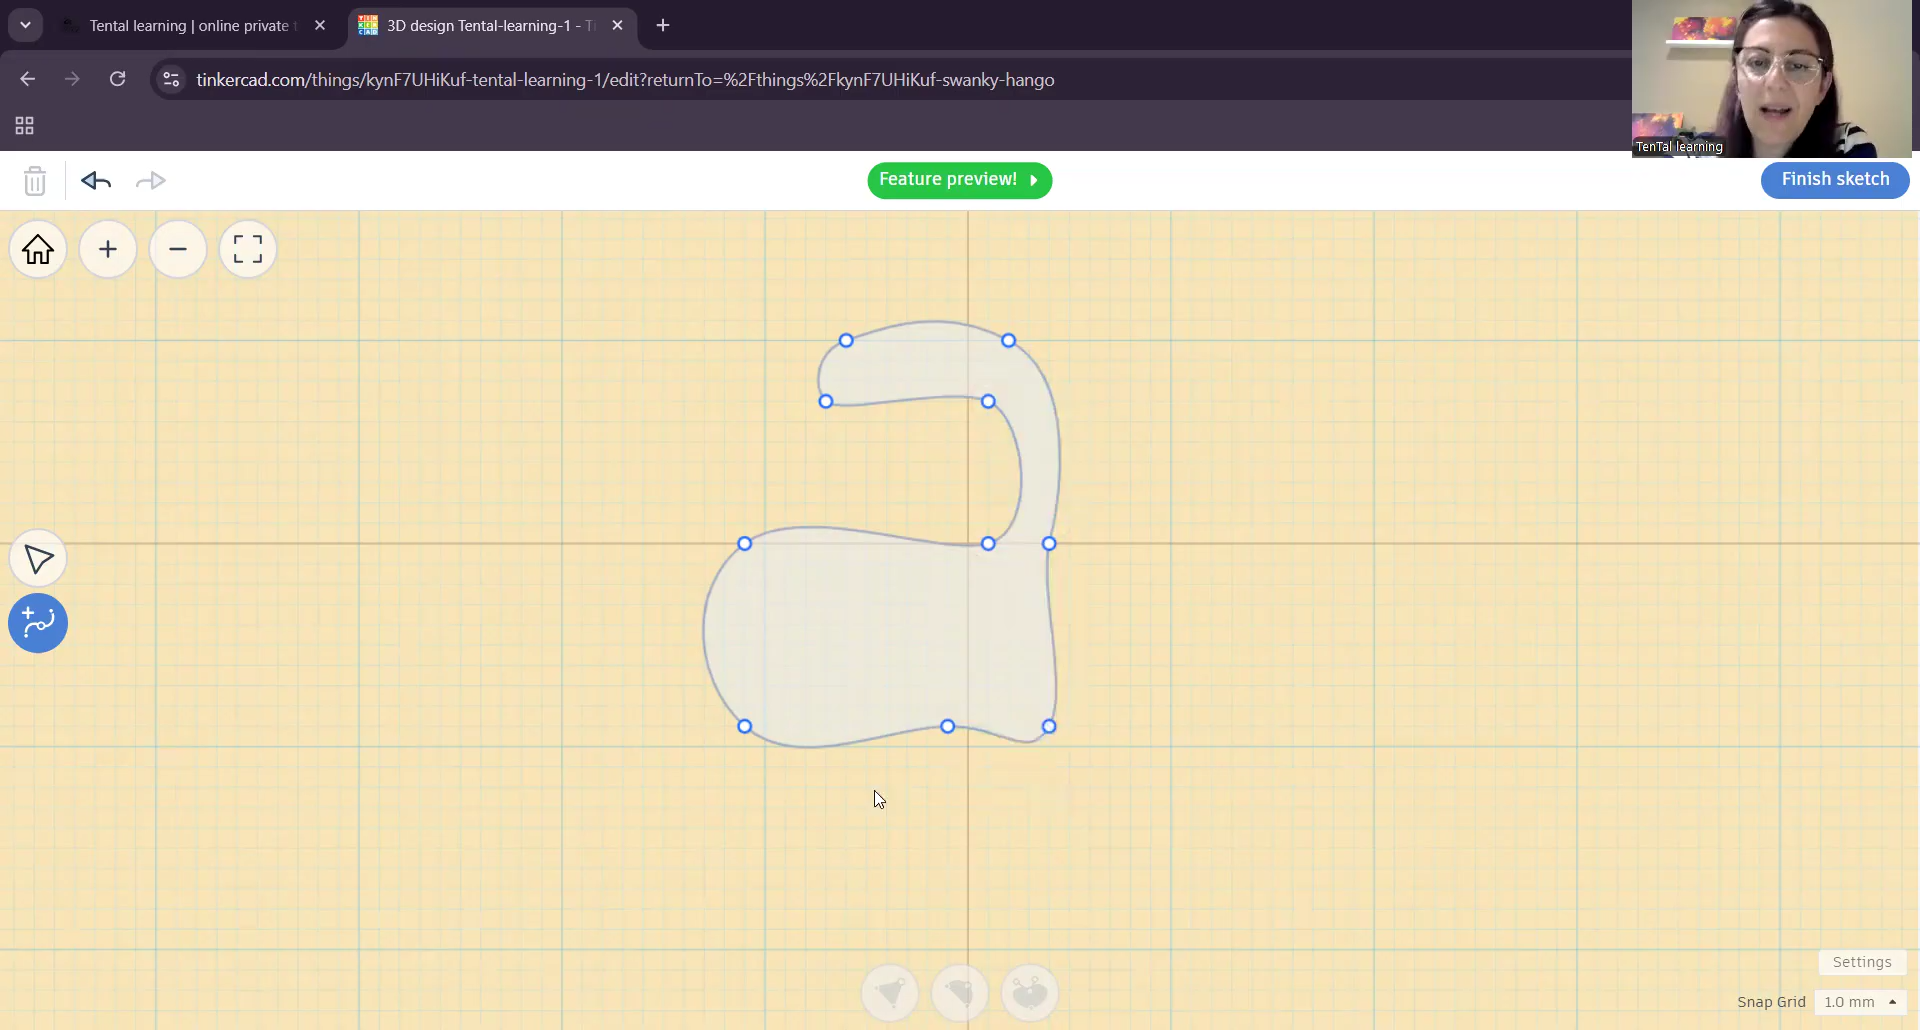 Tental learning | online private t
3D design Tental-learning-1 - Ti
tinkercad.com/things/kynF7UHiKuf-tental-learning-1/edit?returnTo=%2Fthings%2FkynF7UHiKuf-swanky-hango
TenTal learning
Feature preview!
Finish sketch
Settings
Snap Grid 1.0 mm